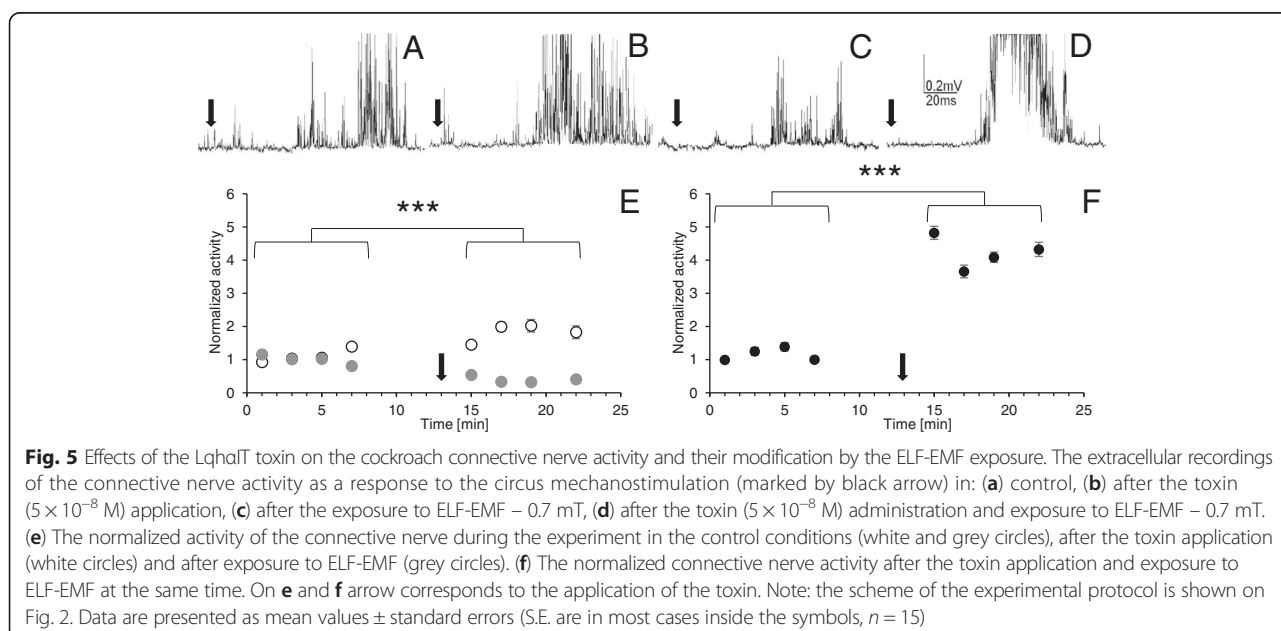 A
B
C
D
0.2mV
20ms
E
***
Normalized activity
6
5
4
3
2
1
0
0 5 10 15 20 25
Time [min]
F
***
Normalized activity
6
5
4
3
2
1
0
0 5 10 15 20 25
Time [min]
Fig. 5 Effects of the LqhαIT toxin on the cockroach connective nerve activity and their modification by the ELF-EMF exposure. The extracellular recordings
of the connective nerve activity as a response to the circus mechanostimulation (marked by black arrow) in: (a) control, (b) after the toxin
(5 × 10⁻⁸ M) application, (c) after the exposure to ELF-EMF – 0.7 mT, (d) after the toxin (5 × 10⁻⁸ M) administration and exposure to ELF-EMF – 0.7 mT.
(e) The normalized activity of the connective nerve during the experiment in the control conditions (white and grey circles), after the toxin application
(white circles) and after exposure to ELF-EMF (grey circles). (f) The normalized connective nerve activity after the toxin application and exposure to
ELF-EMF at the same time. On e and f arrow corresponds to the application of the toxin. Note: the scheme of the experimental protocol is shown on
Fig. 2. Data are presented as mean values ± standard errors (S.E. are in most cases inside the symbols, n = 15)